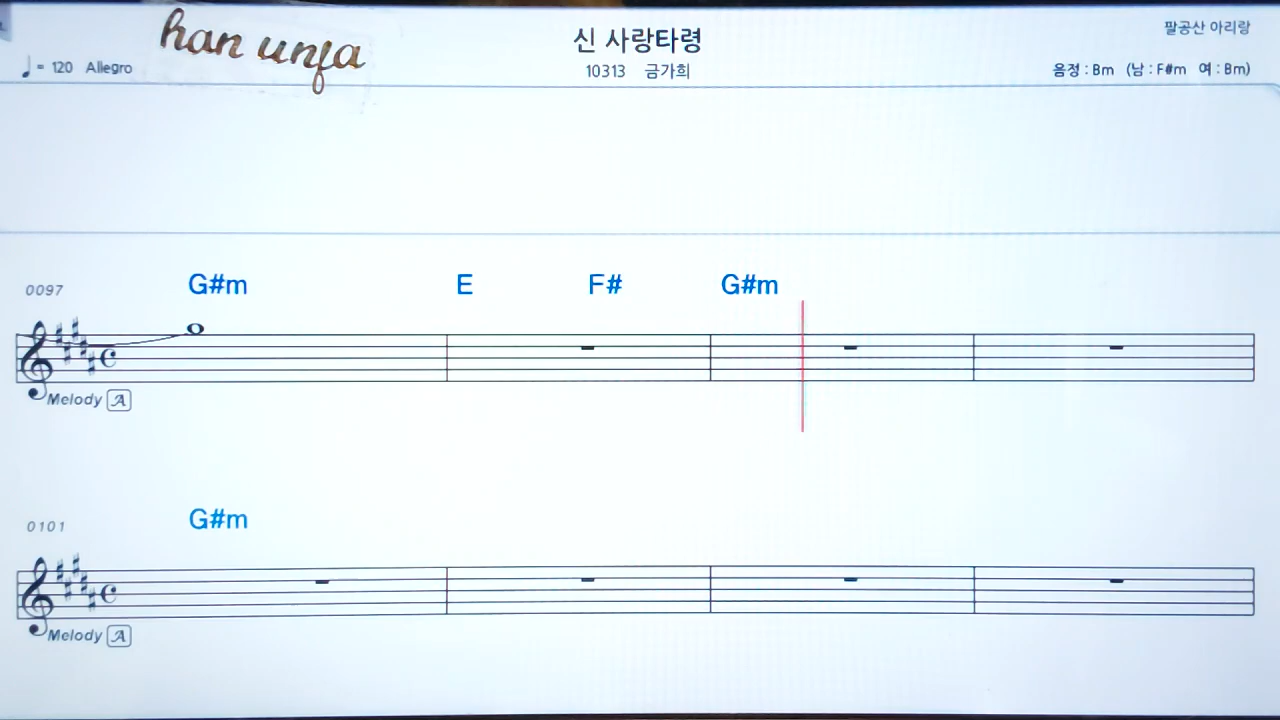 han unfa
신 사랑타령
팔공산 아리랑
♩ = 120 Allegro
10313 금가희
음정 : Bm (남 : F#m 여 : Bm)
0097 G#m E F# G#m
Melody A
0101 G#m
Melody A